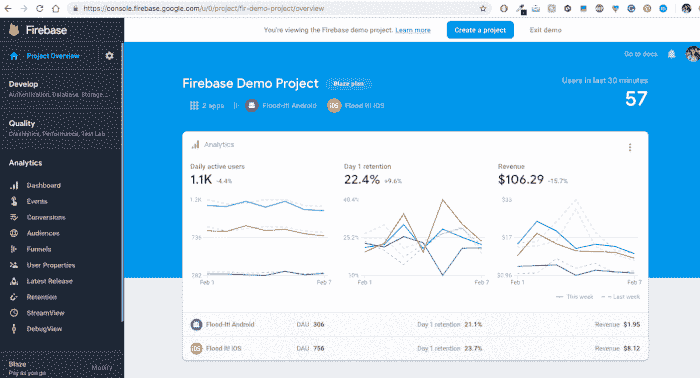 https://console.firebase.google.com/u/0/project/fir-demo-project/overview
Firebase
You're viewing the Firebase demo project. Learn more
Create a project
Exit demo
Project Overview
Go to docs
Develop
Authentication, Database, Storage,...
Quality
Crashlytics, Performance, Test Lab
Analytics
Dashboard
Events
Conversions
Audiences
Funnels
User Properties
Latest Release
Retention
StreamView
DebugView
Blaze
Pay as you go
Modify
Firebase Demo Project
Blaze plan
2 apps
Flood-It! Android
iOS
Flood It! iOS
Users in last 30 minutes
57
Analytics
Daily active users
1.1K -4.4%
1.2K
282
Feb 1
Feb 7
Day 1 retention
22.4% +9.6%
40.4%
25.2%
10%
Feb 1
Feb 7
Revenue
$106.29 -15.7%
$17
$0.96
Feb 1
Feb 7
This week
Last week
Flood-It! Android DAU 306 Day 1 retention 21.1% Revenue $1.95
iOS Flood It! iOS DAU 756 Day 1 retention 23.7% Revenue $8.12